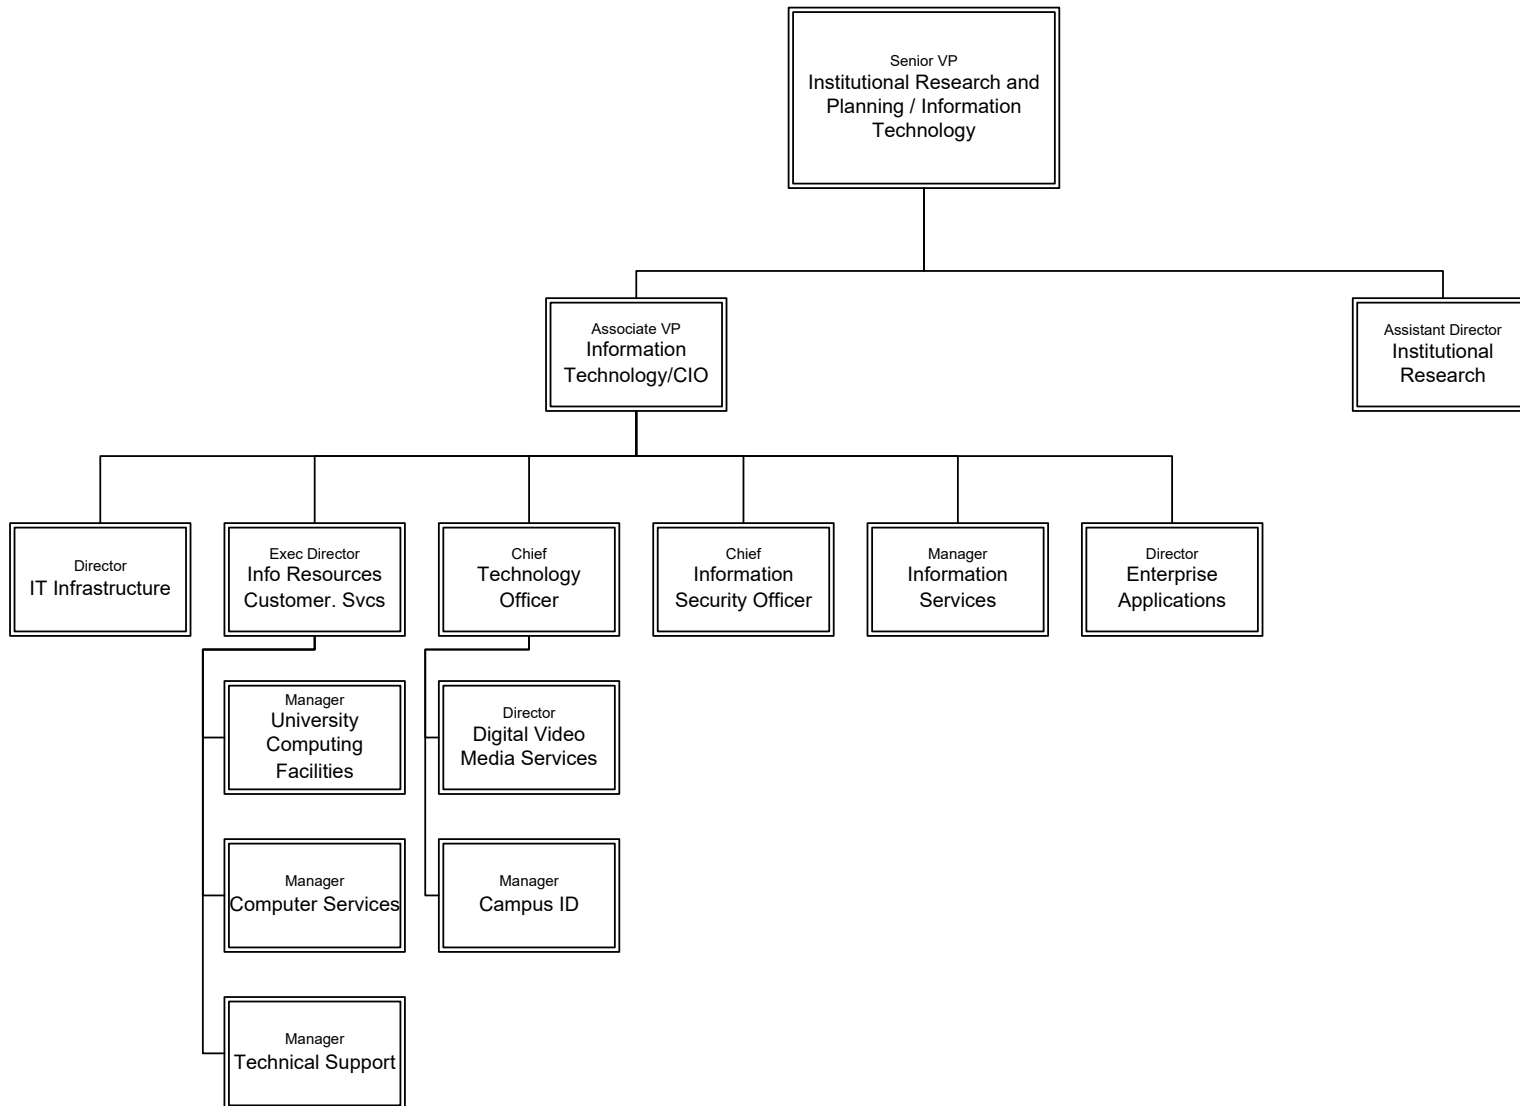 Senior VP
Institutional Research and
Planning / Information
Technology
Associate VP
Information
Technology/CIO
Assistant Director
Institutional
Research
Director
IT Infrastructure
Exec Director
Info Resources
Customer. Svcs
Chief
Technology
Officer
Chief
Information
Security Officer
Manager
Information
Services
Director
Enterprise
Applications
Manager
University
Computing
Facilities
Director
Digital Video
Media Services
Manager
Computer Services
Manager
Campus ID
Manager
Technical Support